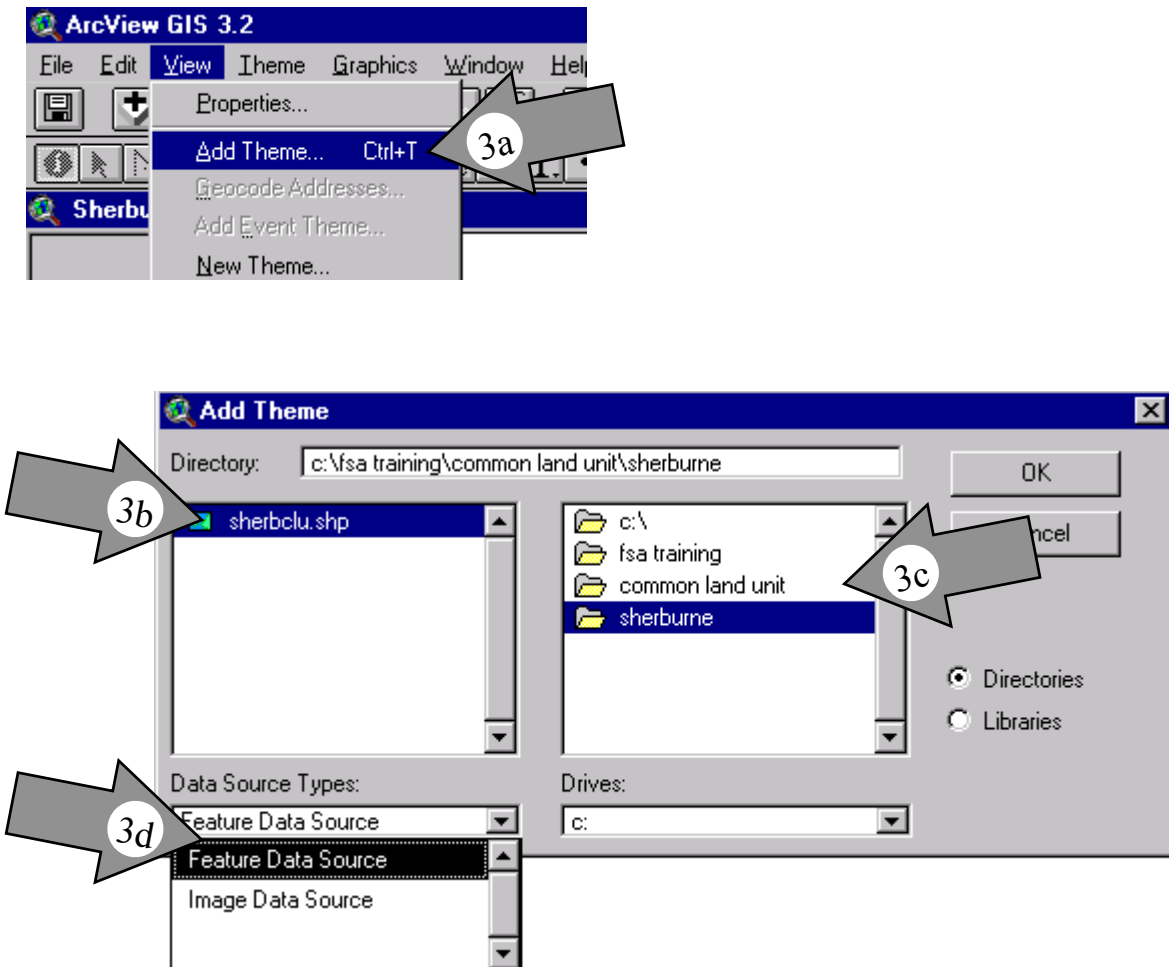 ArcView GIS 3.2
File Edit View Theme Graphics Window
Properties...
Add Theme... Ctrl+T
3a
Geocode Addresses...
Add Event Theme...
New Theme...
Add Theme
Directory: c:\fsa training\common land unit\sherburne
OK
3b
sherbclu.shp
c:\
fsa training
common land unit
sherburne
3c
Directories
Libraries
Data Source Types:
Drives:
3d
Feature Data Source
c:
Feature Data Source
Image Data Source